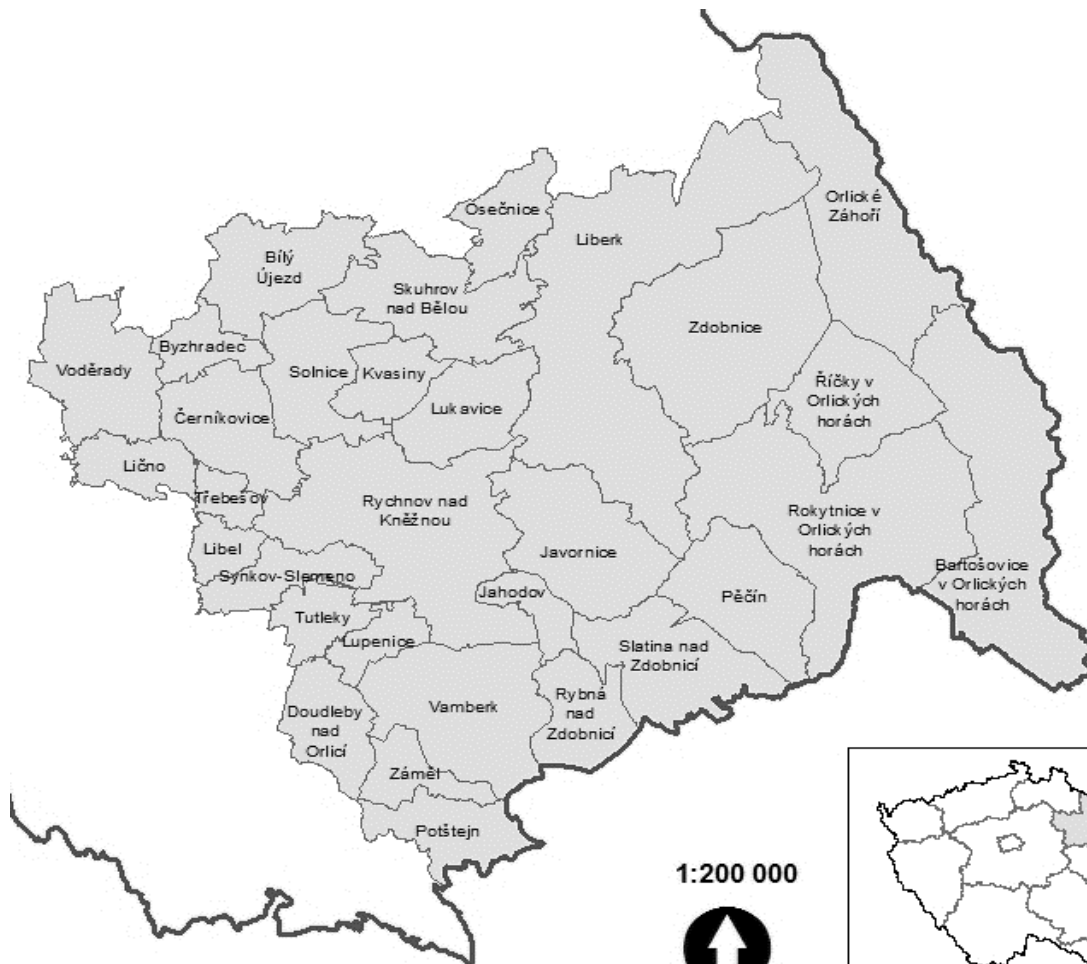 Osečnice
Orlické
Záhoří
Liberk
Bílý
Újezd
Skuhrov
nad Bělou
Zdobnice
Byzhradec
Voděrady
Solnice
Kvasiny
Říčky v
Orlických
horách
Lukavice
Černíkovice
Lično
Třebešov
Rychnov nad
Kněžnou
Rokytnice v
Orlických
horách
Javornice
Libel
Synkov-Slemeno
Bartošovice
v Orlických
horách
Jahodov
Pěčín
Tutleky
Lupenice
Slatina nad
Zdobnicí
Vamberk
Rybná
nad
Zdobnicí
Doudleby
nad
Orlicí
Záměl
Potštejn
1:200 000